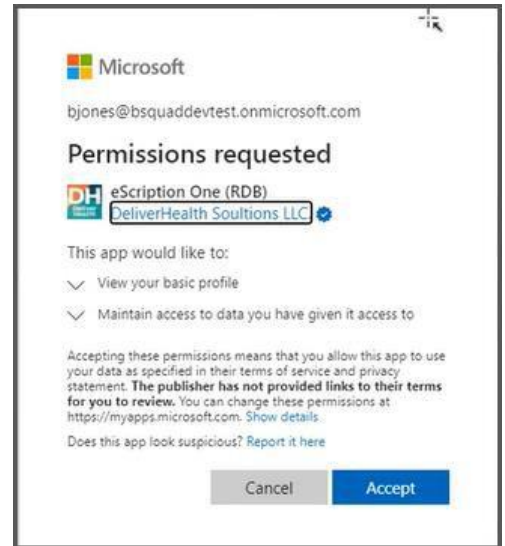 Microsoft
bjones@bsquaddevtest.onmicrosoft.com
Permissions requested
DH
eScription One (RDB)
DeliverHealth Soultions LLC
This app would like to:
View your basic profile
Maintain access to data you have given it access to
Accepting these permissions means that you allow this app to use
your data as specified in their terms of service and privacy
statement. The publisher has not provided links to their terms
for you to review. You can change these permissions at
https://myapps.microsoft.com. Show details
Does this app look suspicious? Report it here
Cancel
Accept